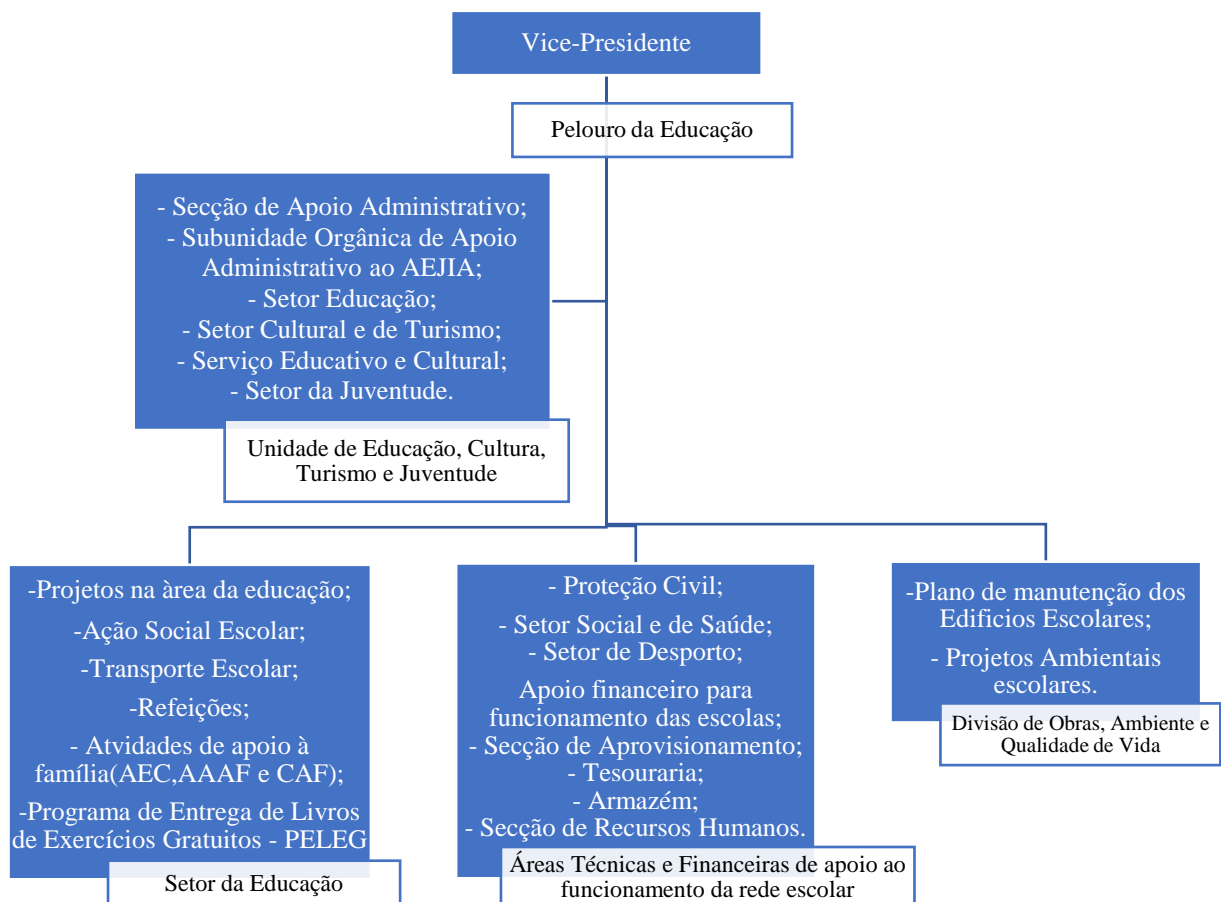 Vice-Presidente
Pelouro da Educação
- Secção de Apoio Administrativo;
- Subunidade Orgânica de Apoio
Administrativo ao AEJIA;
- Setor Educação;
- Setor Cultural e de Turismo;
- Serviço Educativo e Cultural;
- Setor da Juventude.
Unidade de Educação, Cultura,
Turismo e Juventude
-Projetos na àrea da educação;
-Ação Social Escolar;
-Transporte Escolar;
-Refeições;
- Atvidades de apoio à
família(AEC,AAAF e CAF);
-Programa de Entrega de Livros
de Exercícios Gratuitos - PELEG
Setor da Educação
- Proteção Civil;
- Setor Social e de Saúde;
- Setor de Desporto;
Apoio financeiro para
funcionamento das escolas;
- Secção de Aprovisionamento;
- Tesouraria;
- Armazém;
- Secção de Recursos Humanos.
Áreas Técnicas e Financeiras de apoio ao
funcionamento da rede escolar
-Plano de manutenção dos
Edificios Escolares;
- Projetos Ambientais
escolares.
Divisão de Obras, Ambiente e
Qualidade de Vida